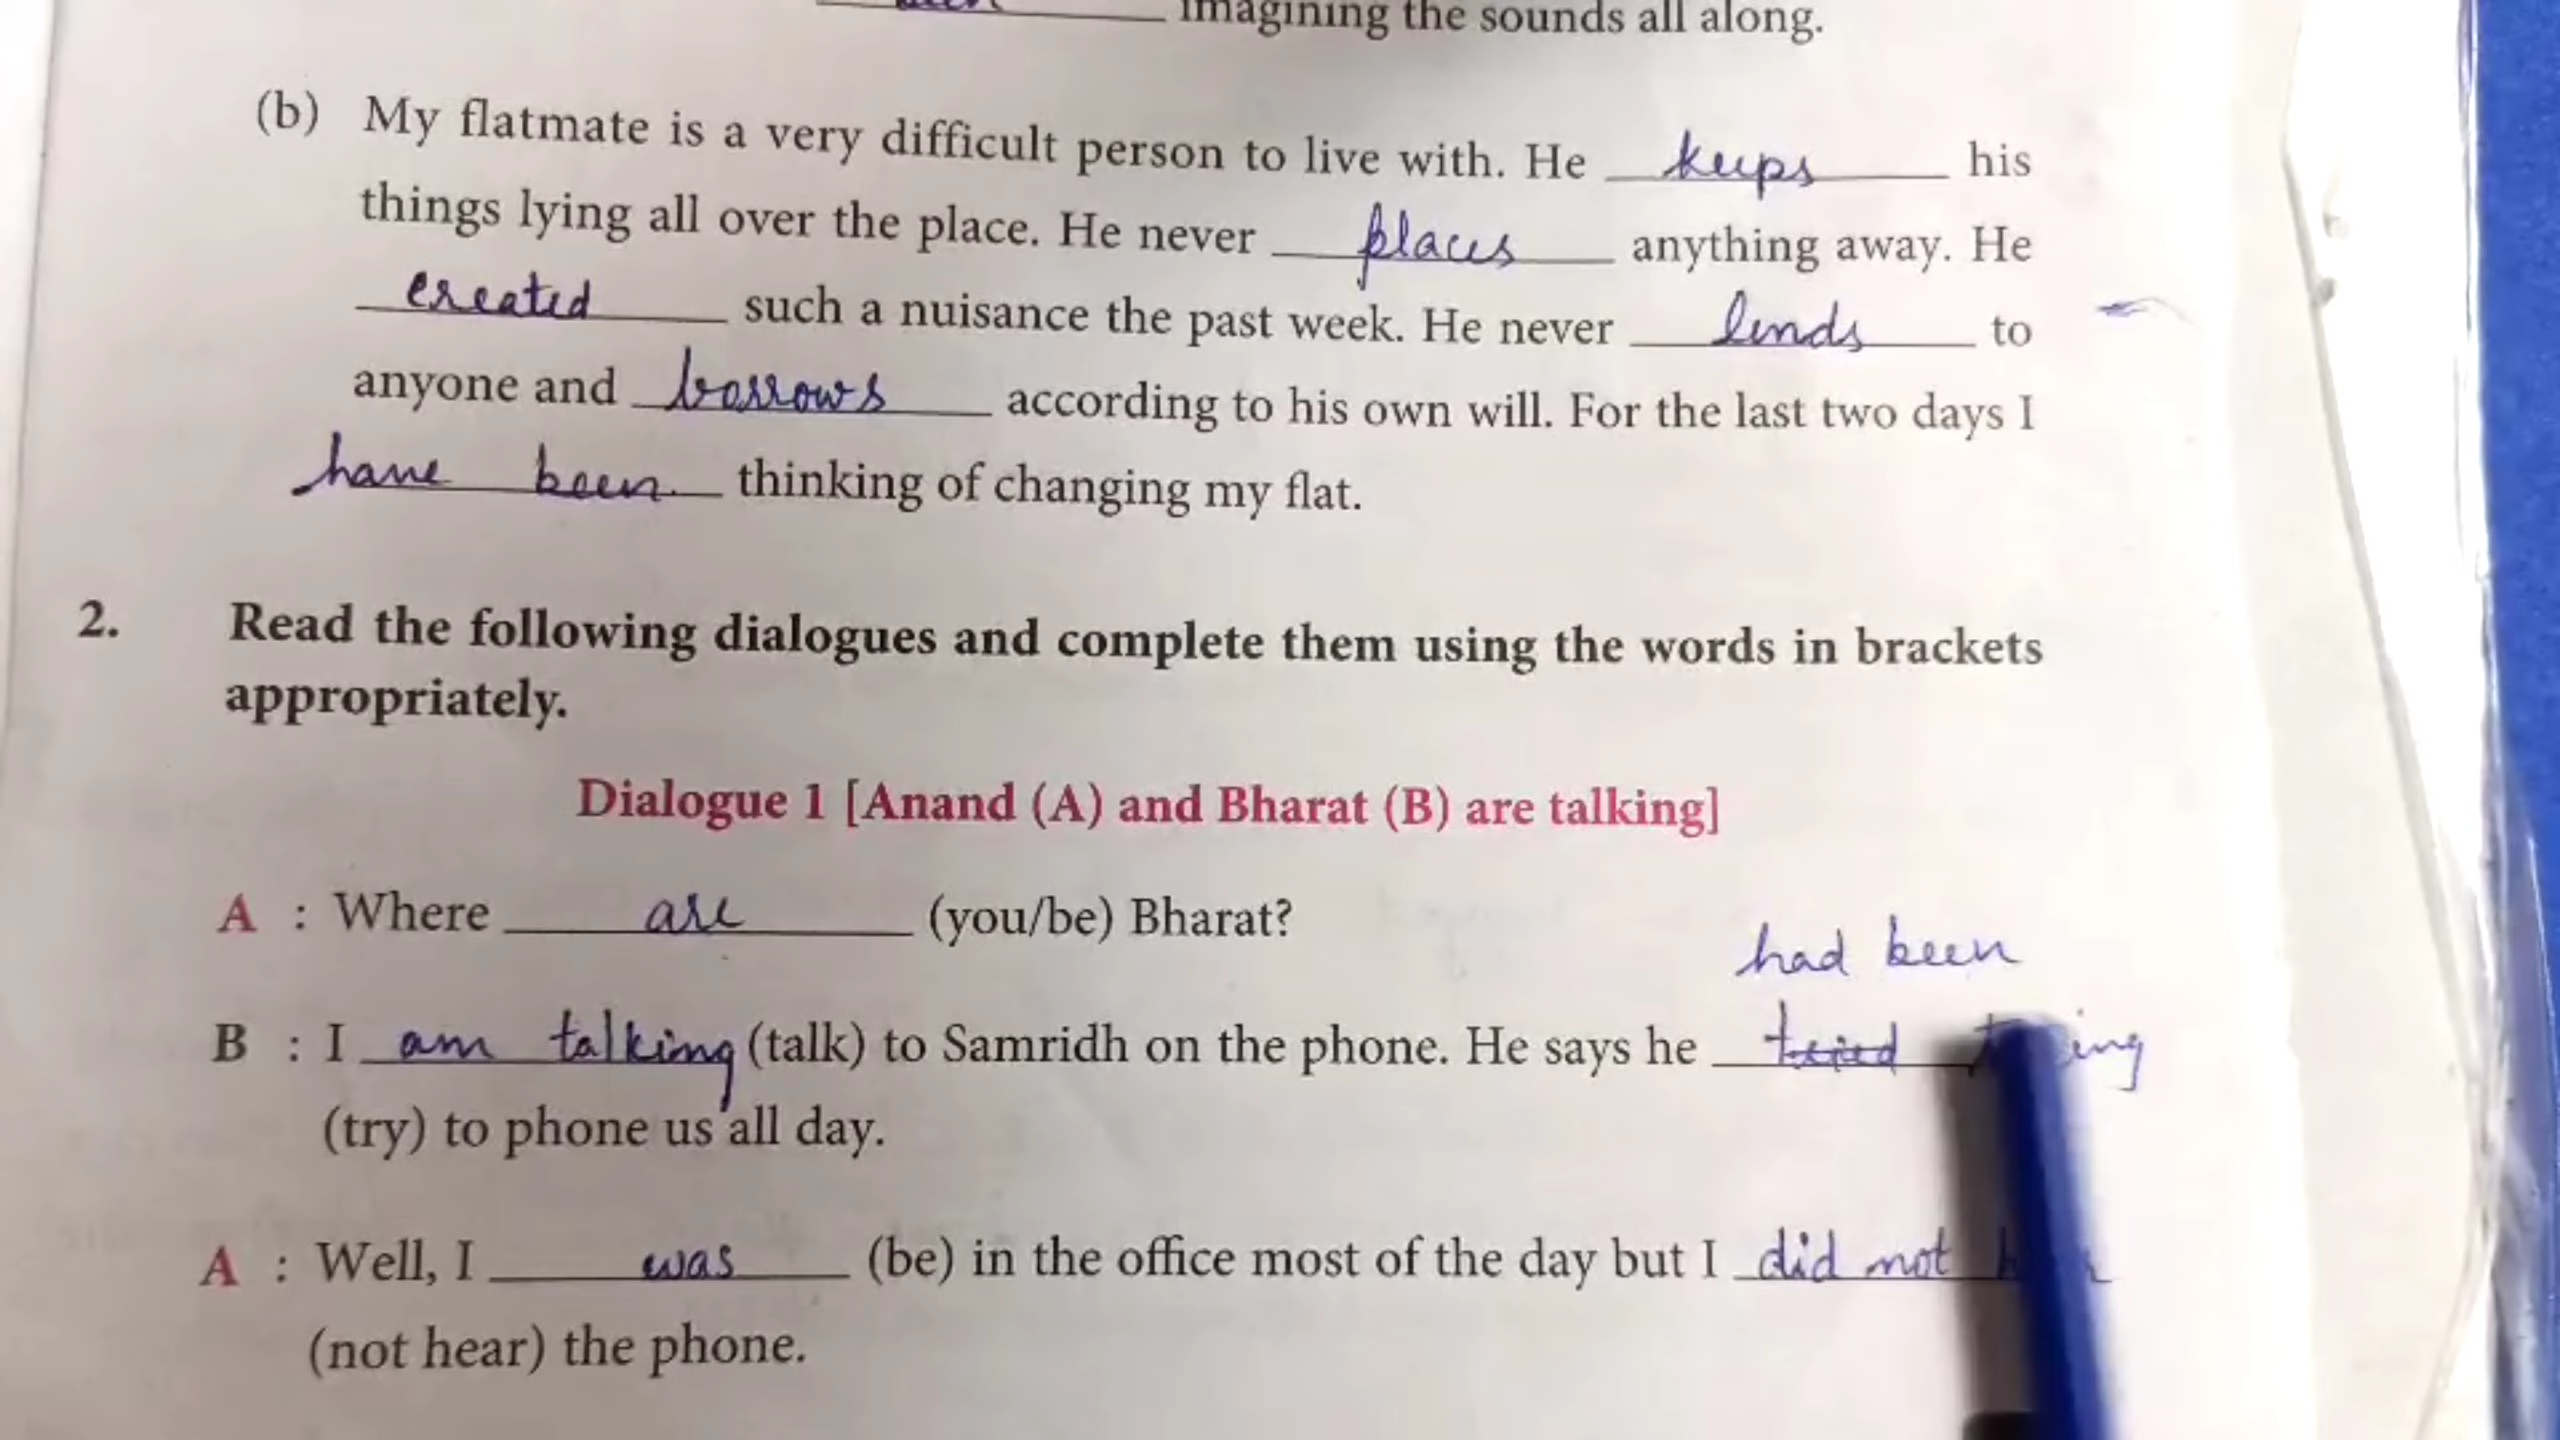 imagining the sounds all along.
(b) My flatmate is a very difficult person to live with. He keeps his
things lying all over the place. He never places anything away. He
created such a nuisance the past week. He never lends to
anyone and borrows according to his own will. For the last two days I
have been thinking of changing my flat.
2. Read the following dialogues and complete them using the words in brackets
appropriately.
Dialogue 1 [Anand (A) and Bharat (B) are talking]
A : Where are (you/be) Bharat?
had been
B : I am talking (talk) to Samridh on the phone. He says he tried
(try) to phone us all day.
A : Well, I was (be) in the office most of the day but I did not
(not hear) the phone.